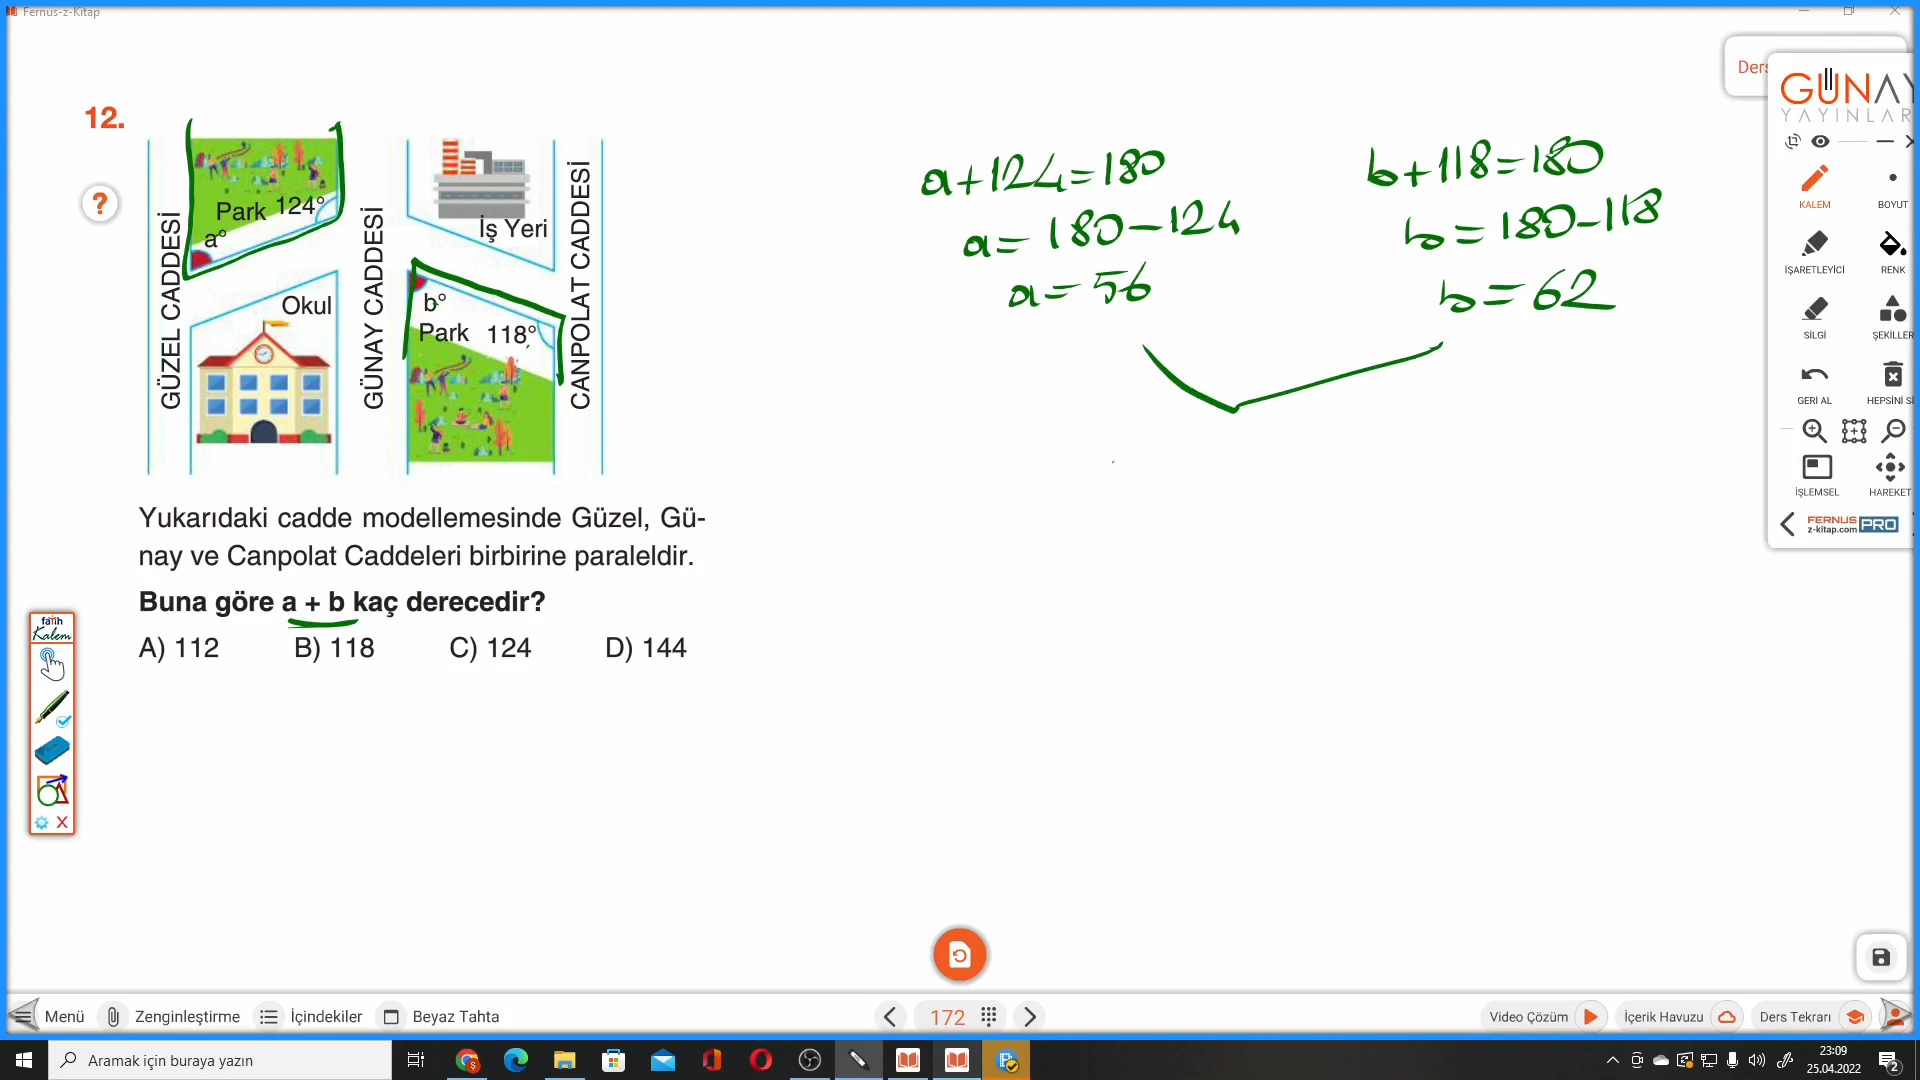 Fernus-z-Kitap
12.
?
Park 124°
a°
GÜZEL CADDESİ
GÜNAY CADDESİ
CANPOLAT CADDESİ
İş Yeri
Okul
b°
Park 118°
a+124=180
a=180-124
a=56
b+118=180
b=180-118
b=62
Yukarıdaki cadde modellemesinde Güzel, Gü-
nay ve Canpolat Caddeleri birbirine paraleldir.
Buna göre a + b kaç derecedir?
A) 112 B) 118 C) 124 D) 144
Ders
GÜNAY
YAYINLAR
KALEM BOYUT
İŞARETLEYİCİ RENK
SİLGİ ŞEKİLLER
GERİ AL HEPSİNİ Sİ
İŞLEMSEL HAREKET
FERNUS
z-kitap.com PRO
fatih
Kalem
X
Menü Zenginleştirme İçindekiler Beyaz Tahta 172 Video Çözüm İçerik Havuzu Ders Tekrarı
Aramak için buraya yazın
23:09
25.04.2022
2